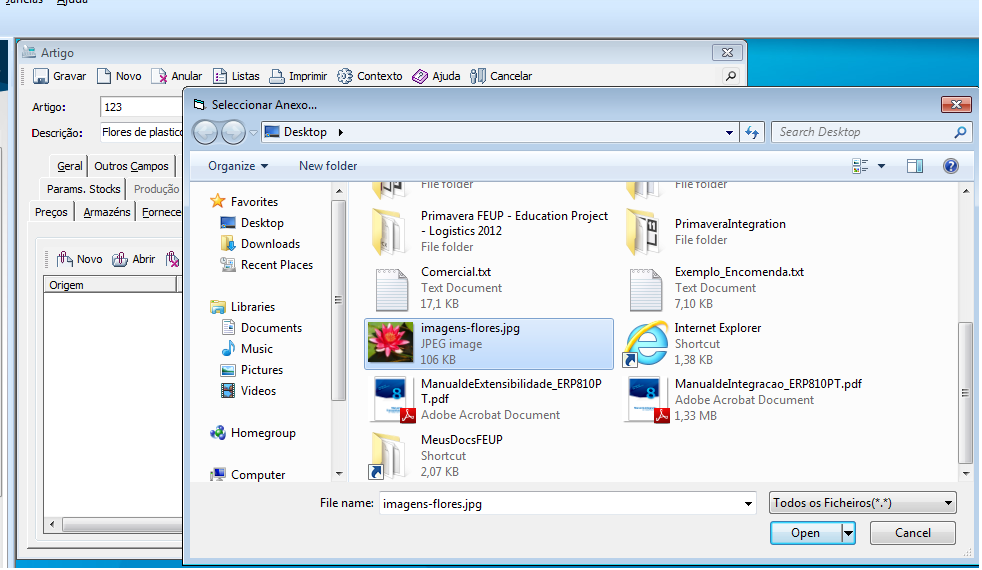 Janelas Ajuda
Artigo
Gravar Novo Anular Listas Imprimir Contexto Ajuda Cancelar
Artigo: 123
Descrição: Flores de plastico
Geral Outros Campos
Params. Stocks Produção
Preços Armazéns Fornece
Novo Abrir
Origem
Seleccionar Anexo...
Desktop
Search Desktop
Organize New folder
Favorites
Desktop
Downloads
Recent Places
Libraries
Documents
Music
Pictures
Videos
Homegroup
Computer
File folder
File folder
Primavera FEUP - Education Project
- Logistics 2012
File folder
PrimaveraIntegration
File folder
Comercial.txt
Text Document
17,1 KB
Exemplo_Encomenda.txt
Text Document
7,10 KB
imagens-flores.jpg
JPEG image
106 KB
Internet Explorer
Shortcut
1,38 KB
ManualdeExtensibilidade_ERP810P
T.pdf
Adobe Acrobat Document
ManualdeIntegracao_ERP810PT.pdf
Adobe Acrobat Document
1,33 MB
MeusDocsFEUP
Shortcut
2,07 KB
File name: imagens-flores.jpg
Todos os Ficheiros(*.*)
Open Cancel